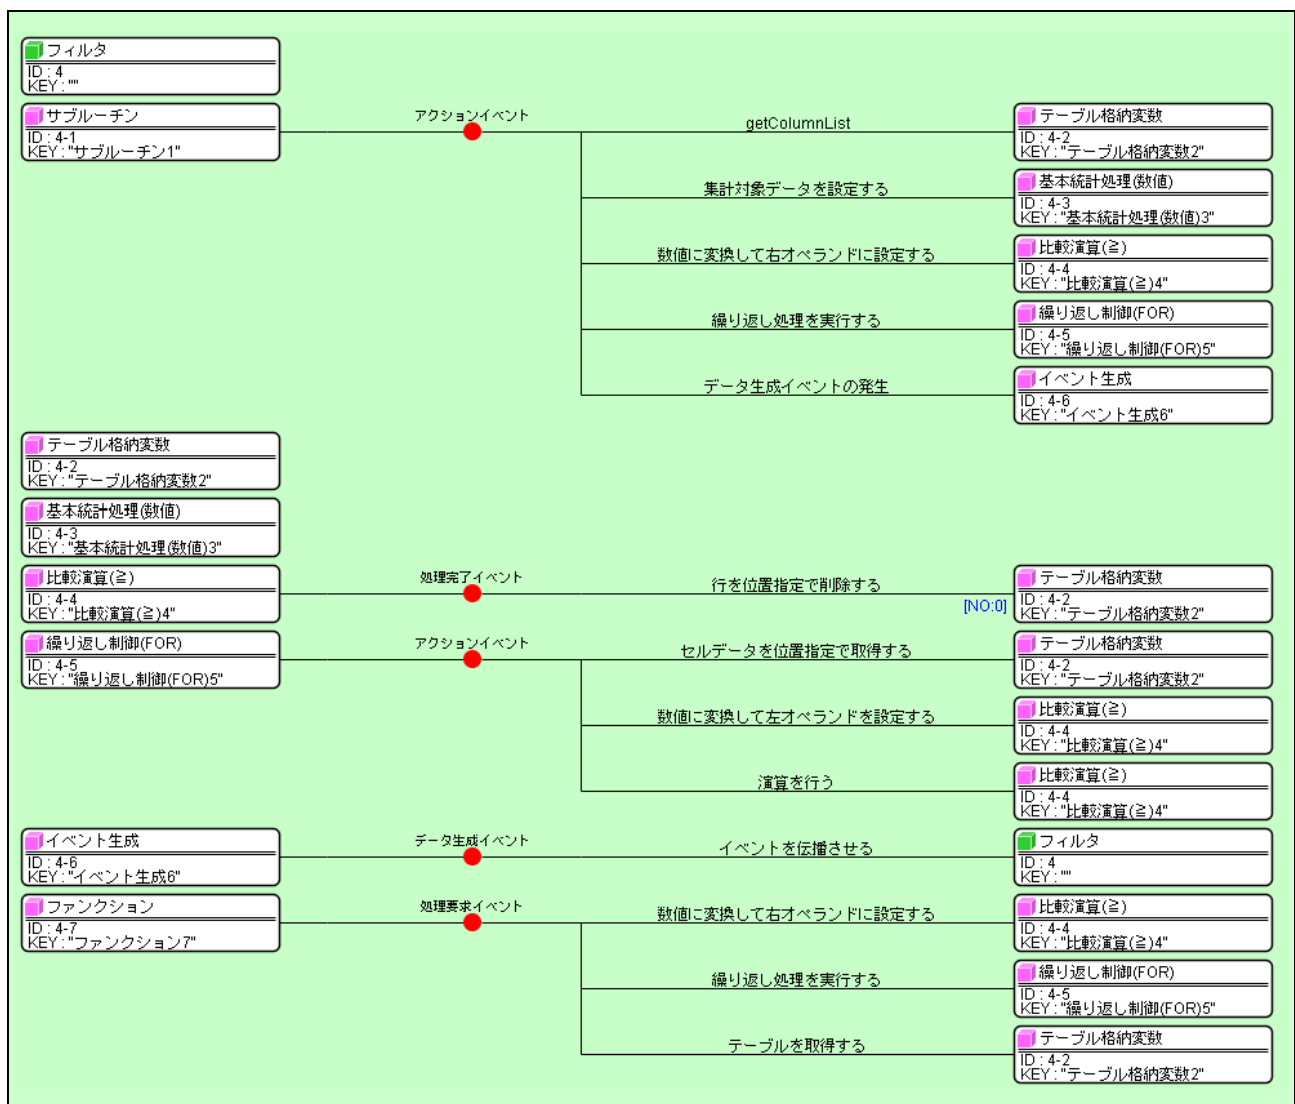 フィルタ
ID : 4
KEY : ""
サブルーチン
ID : 4-1
KEY : "サブルーチン1"
アクションイベント
getColumnList
テーブル格納変数
ID : 4-2
KEY : "テーブル格納変数2"
集計対象データを設定する
基本統計処理(数値)
ID : 4-3
KEY : "基本統計処理(数値)3"
数値に変換して右オペランドに設定する
比較演算(≧)
ID : 4-4
KEY : "比較演算(≧)4"
繰り返し処理を実行する
繰り返し制御(FOR)
ID : 4-5
KEY : "繰り返し制御(FOR)5"
データ生成イベントの発生
イベント生成
ID : 4-6
KEY : "イベント生成6"
テーブル格納変数
ID : 4-2
KEY : "テーブル格納変数2"
基本統計処理(数値)
ID : 4-3
KEY : "基本統計処理(数値)3"
比較演算(≧)
ID : 4-4
KEY : "比較演算(≧)4"
処理完了イベント
行を位置指定で削除する
[NO:0]
テーブル格納変数
ID : 4-2
KEY : "テーブル格納変数2"
繰り返し制御(FOR)
ID : 4-5
KEY : "繰り返し制御(FOR)5"
アクションイベント
セルデータを位置指定で取得する
テーブル格納変数
ID : 4-2
KEY : "テーブル格納変数2"
数値に変換して左オペランドを設定する
比較演算(≧)
ID : 4-4
KEY : "比較演算(≧)4"
演算を行う
比較演算(≧)
ID : 4-4
KEY : "比較演算(≧)4"
イベント生成
ID : 4-6
KEY : "イベント生成6"
データ生成イベント
イベントを伝播させる
フィルタ
ID : 4
KEY : ""
ファンクション
ID : 4-7
KEY : "ファンクション7"
処理要求イベント
数値に変換して右オペランドに設定する
比較演算(≧)
ID : 4-4
KEY : "比較演算(≧)4"
繰り返し処理を実行する
繰り返し制御(FOR)
ID : 4-5
KEY : "繰り返し制御(FOR)5"
テーブルを取得する
テーブル格納変数
ID : 4-2
KEY : "テーブル格納変数2"